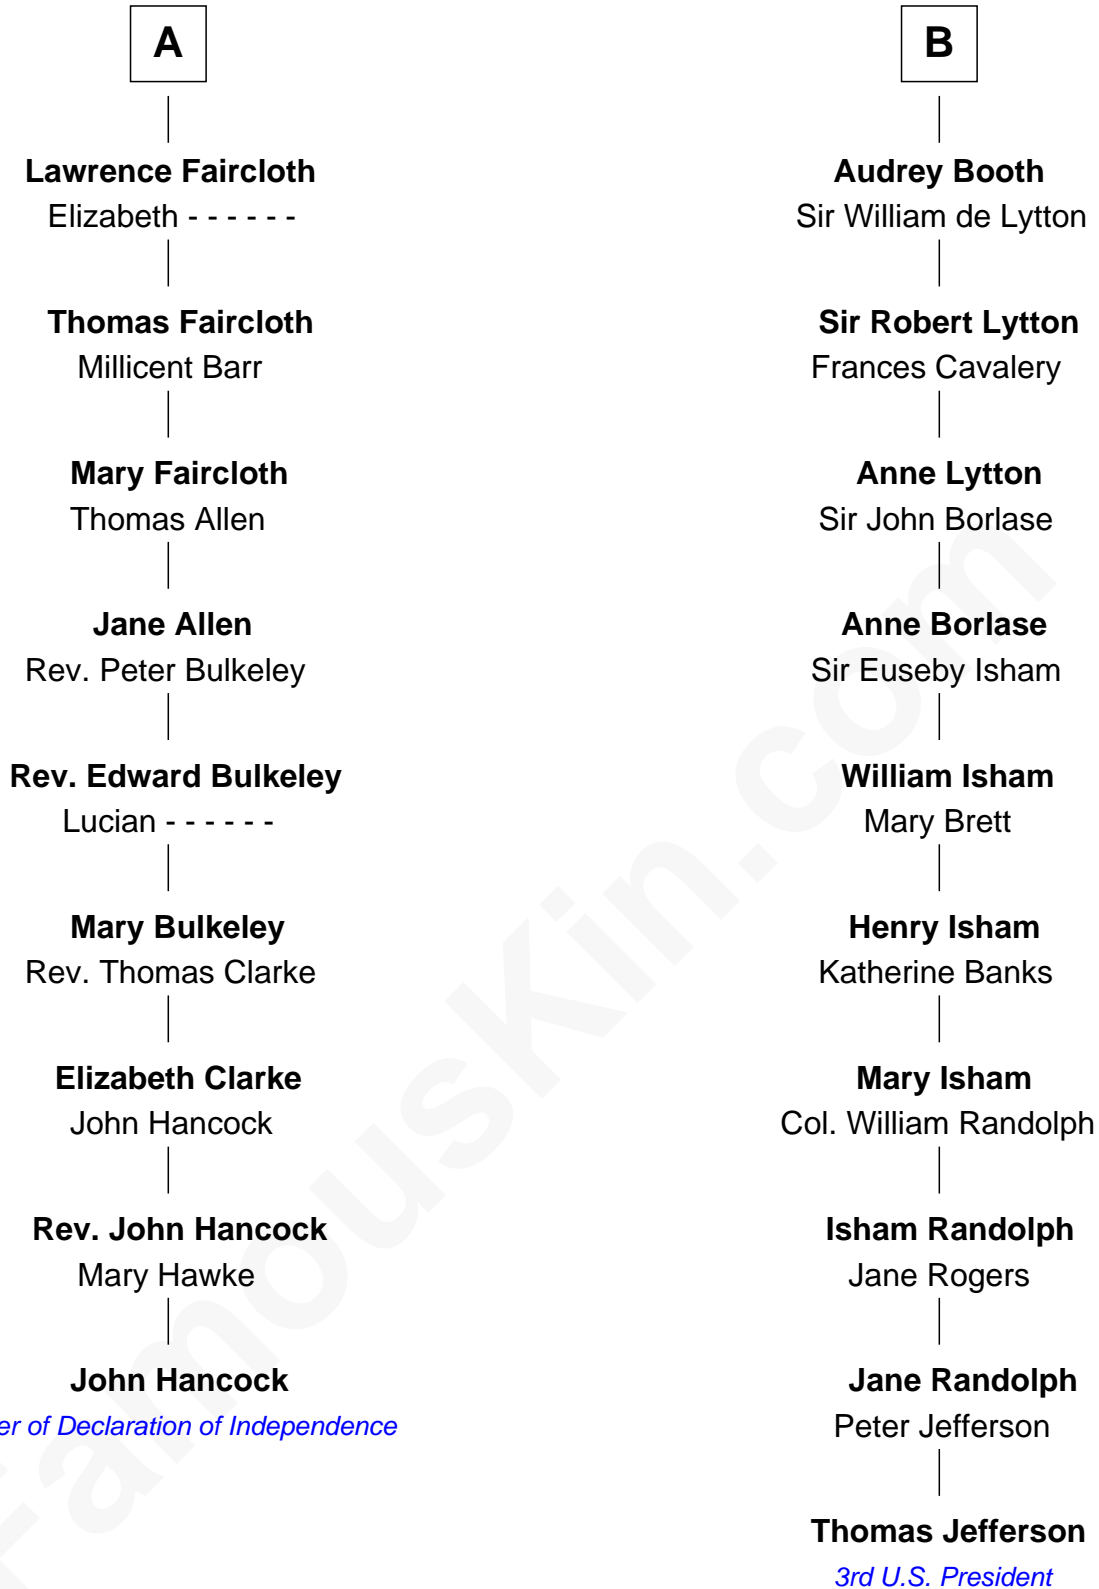 A
Lawrence Faircloth
Elizabeth - - - - - -
Thomas Faircloth
Millicent Barr
Mary Faircloth
Thomas Allen
Jane Allen
Rev. Peter Bulkeley
Rev. Edward Bulkeley
Lucian - - - - - -
Mary Bulkeley
Rev. Thomas Clarke
Elizabeth Clarke
John Hancock
Rev. John Hancock
Mary Hawke
John Hancock
er of Declaration of Independence
B
Audrey Booth
Sir William de Lytton
Sir Robert Lytton
Frances Cavalery
Anne Lytton
Sir John Borlase
Anne Borlase
Sir Euseby Isham
William Isham
Mary Brett
Henry Isham
Katherine Banks
Mary Isham
Col. William Randolph
Isham Randolph
Jane Rogers
Jane Randolph
Peter Jefferson
Thomas Jefferson
3rd U.S. President
FamousKin.com